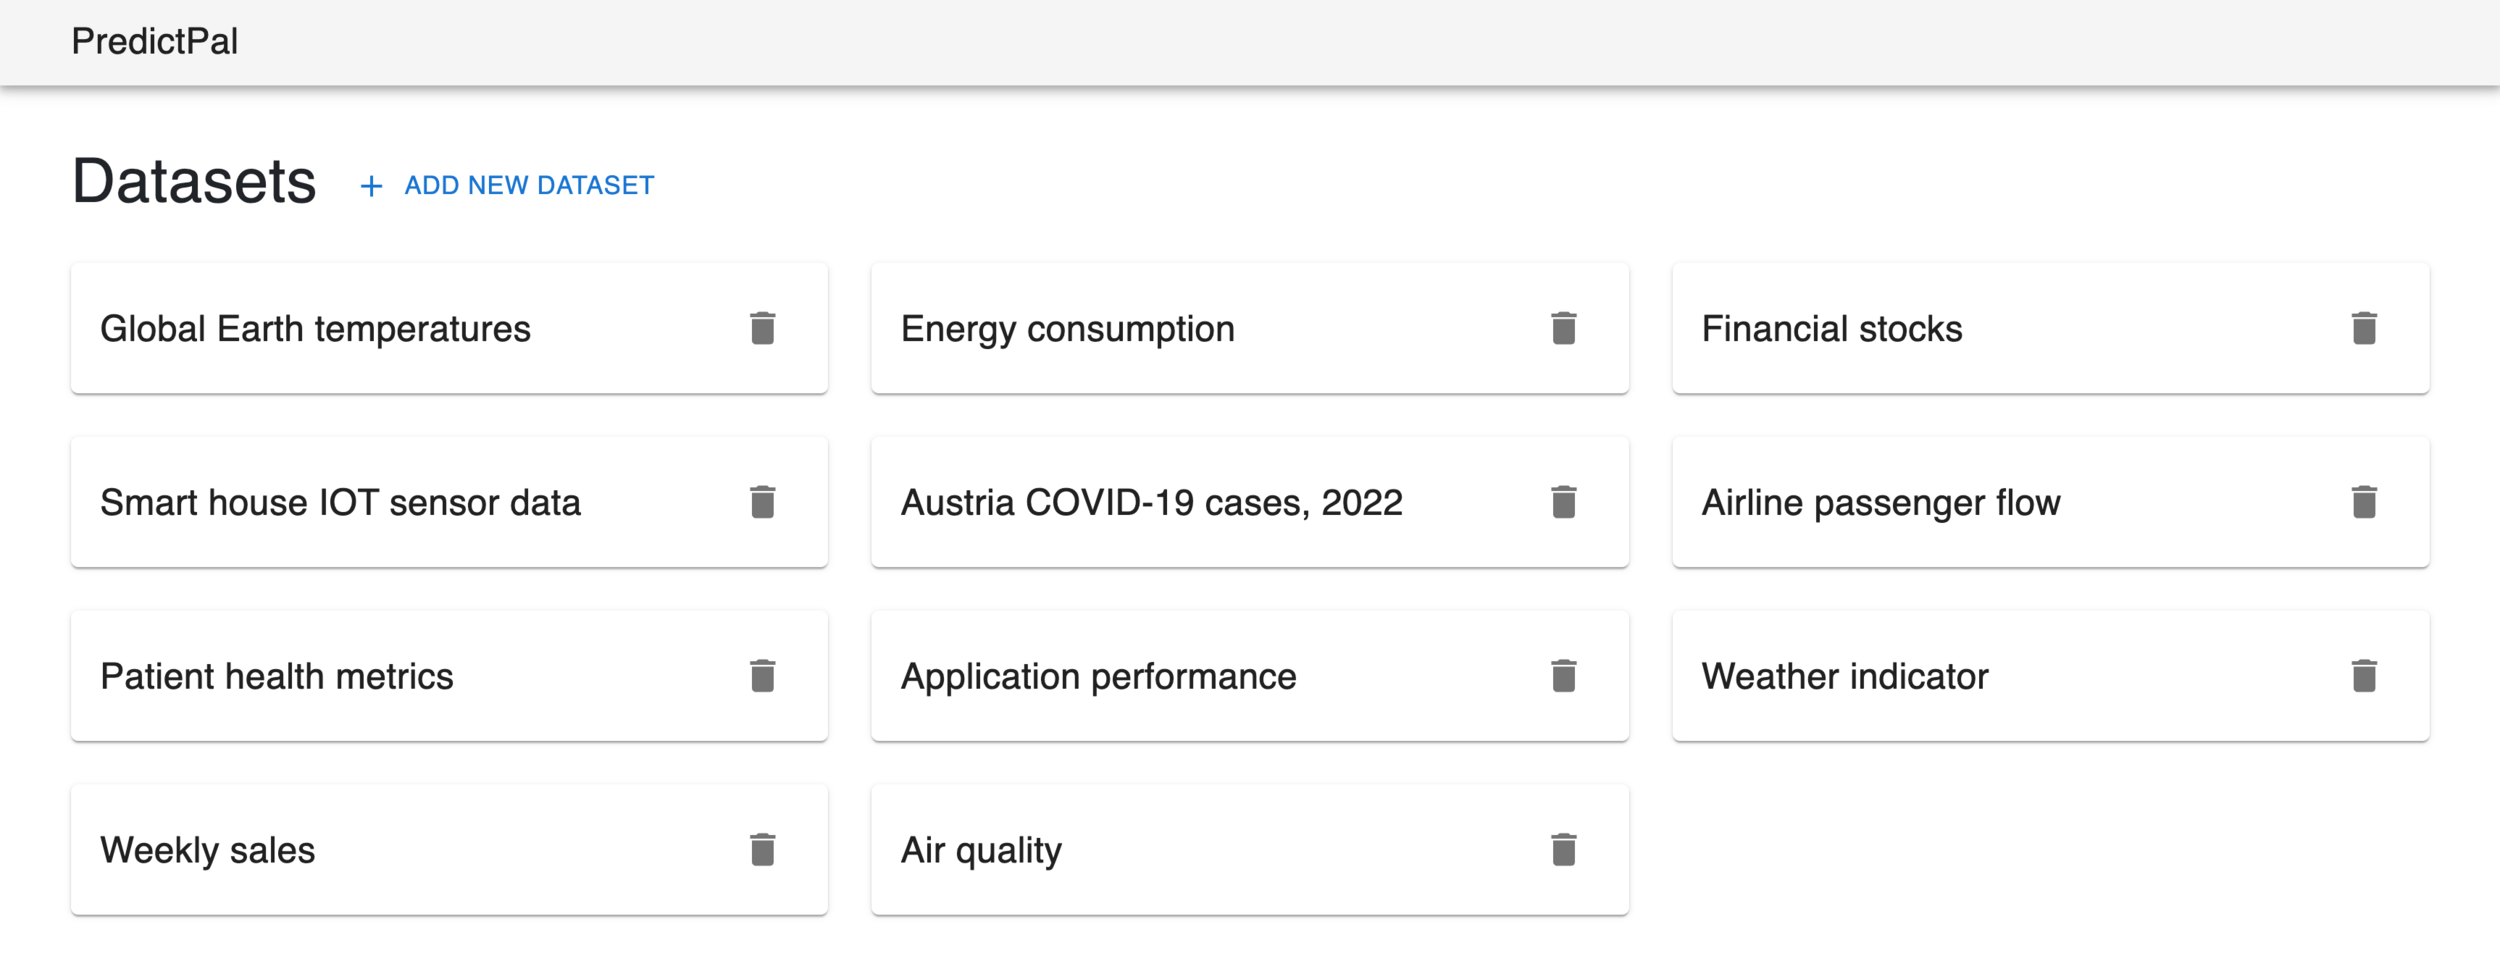 PredictPal
Datasets
+ ADD NEW DATASET
Global Earth temperatures
Energy consumption
Financial stocks
Smart house IOT sensor data
Austria COVID-19 cases, 2022
Airline passenger flow
Patient health metrics
Application performance
Weather indicator
Weekly sales
Air quality